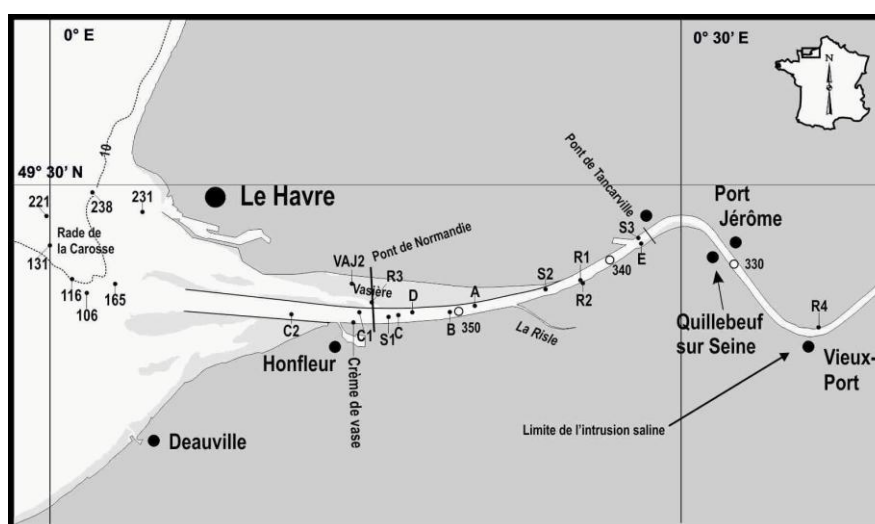 0° E
0° 30' E
N
10
49° 30' N
Le Havre
Pont de Tancarville
Port
Jérôme
221
238
231
Rade de
la Carosse
131
116
106
165
Pont de Normandie
VAJ2
Vasière
R3
D
A
S2
R1
R2
340
S3
E
330
C2
C1
S1
C
B
350
La Risle
R4
Quillebeuf
sur Seine
Honfleur
Crème de vase
Vieux-
Port
Limite de l'intrusion saline
Deauville